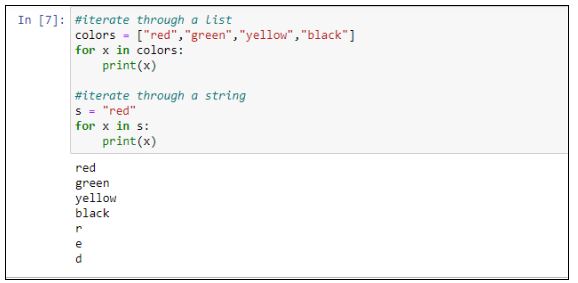 In [7]: #iterate through a list
colors = ["red","green","yellow","black"]
for x in colors:
    print(x)

#iterate through a string
s = "red"
for x in s:
    print(x)

red
green
yellow
black
r
e
d